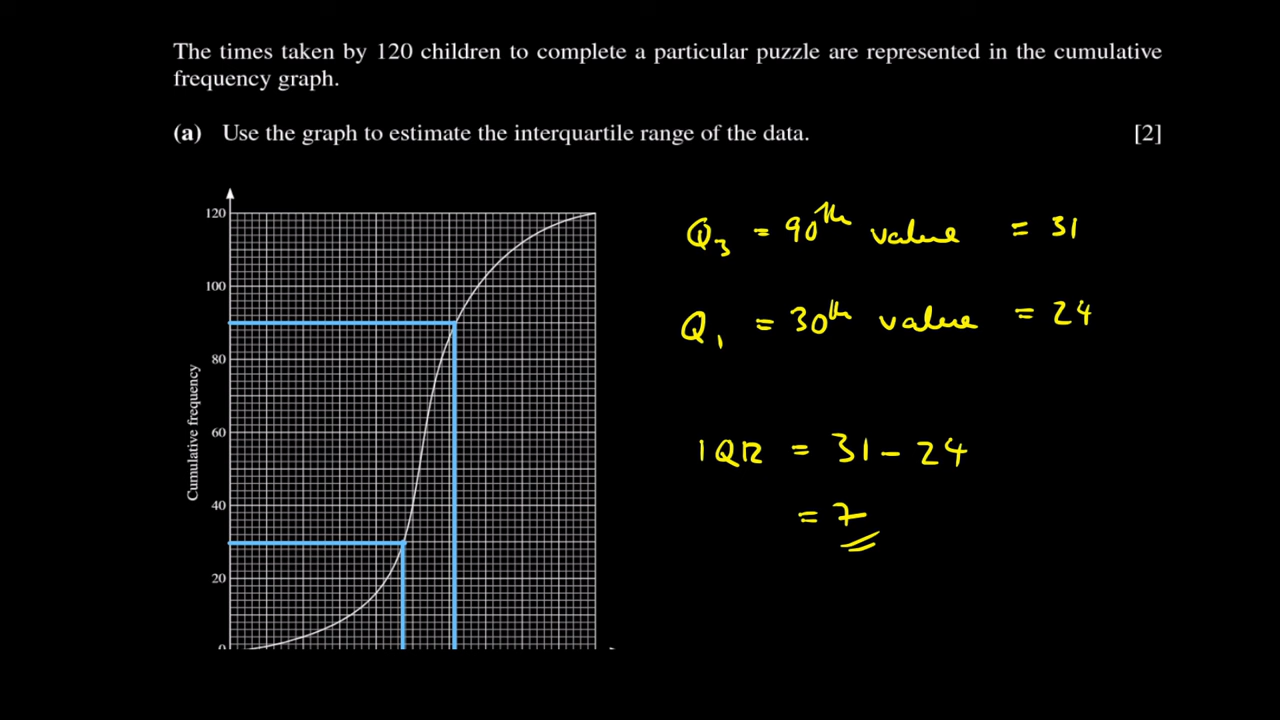 The times taken by 120 children to complete a particular puzzle are represented in the cumulative
frequency graph.
(a) Use the graph to estimate the interquartile range of the data. [2]
120
100
80
60
40
20
0
Cumulative frequency
Q₃ = 90th value = 31
Q₁ = 30th value = 24
IQR = 31 - 24
= 7